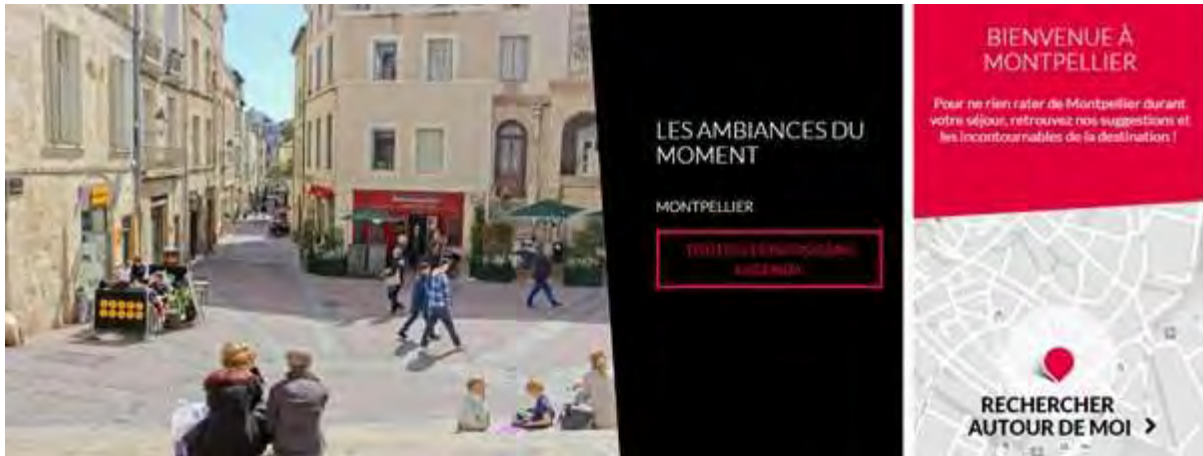 LES AMBIANCES DU
MOMENT
MONTPELLIER
BIENVENUE À
MONTPELLIER
Pour ne rien rater de Montpellier durant
votre séjour, retrouvez nos suggestions et
les incontournables de la destination !
RECHERCHER
AUTOUR DE MOI